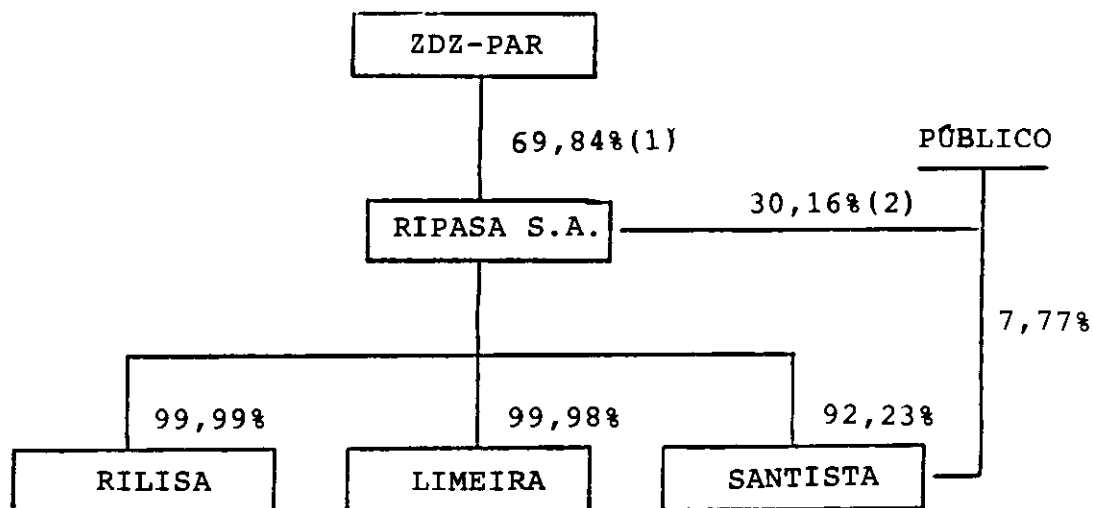 ZDZ-PAR
69,84%(1)
PÚBLICO
30,16%(2)
RIPASA S.A.
7,77%
99,99%
99,98%
92,23%
RILISA
LIMEIRA
SANTISTA